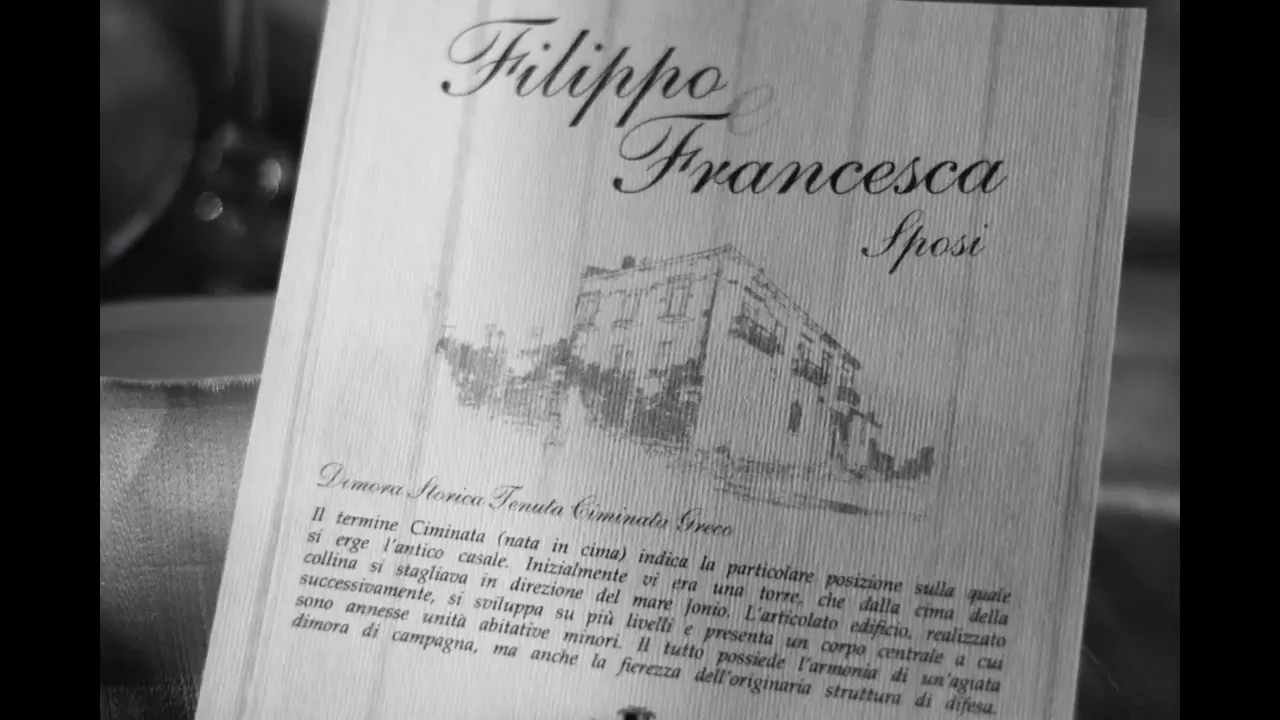 Filippo
e
Francesca
Sposi
Dimora Storica Tenuta Ciminata Greco
Il termine Ciminata (nata in cima) indica la particolare posizione sulla quale
si erge l'antico casale. Inizialmente vi era una torre, che dalla cima della
collina si stagliava in direzione del mare Jonio. L'articolato edificio, realizzato
successivamente, si sviluppa su più livelli e presenta un corpo centrale a cui
sono annesse unità abitative minori. Il tutto possiede l'armonia di un'agiata
dimora di campagna, ma anche la fierezza dell'originaria struttura di difesa.